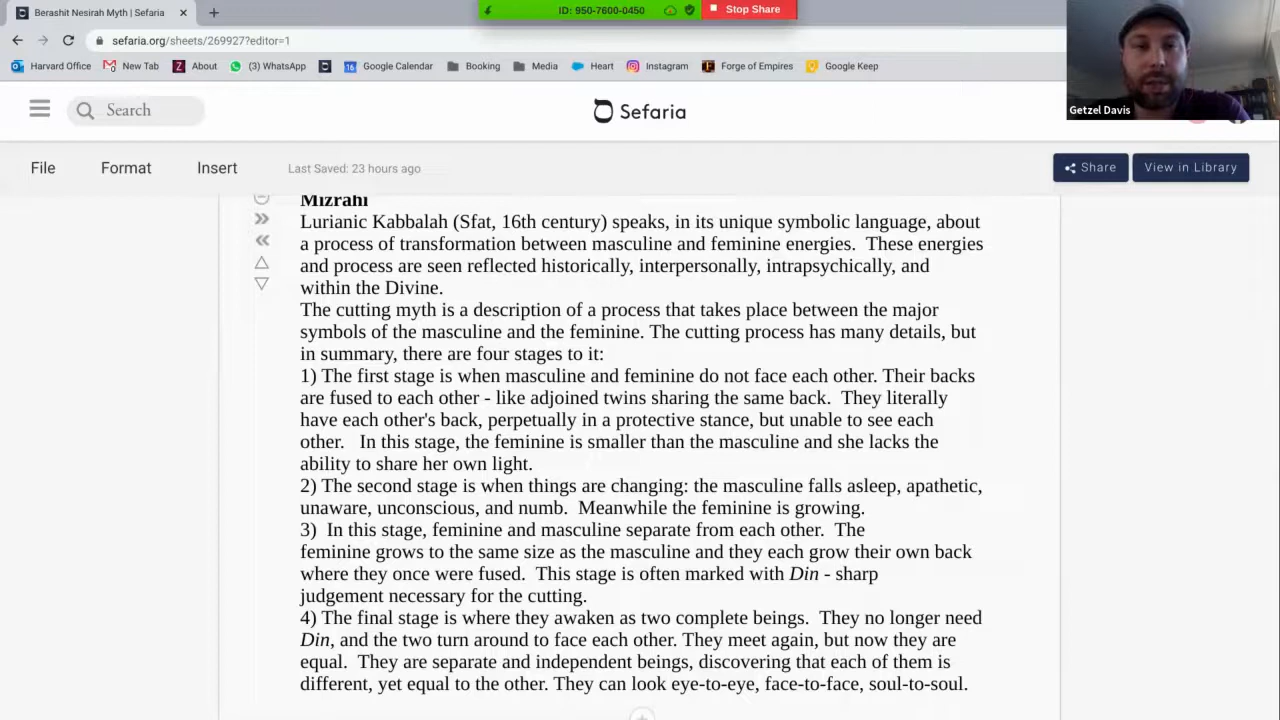 Berashit Nesirah Myth | Sefaria
ID: 950-7600-0450
Stop Share
sefaria.org/sheets/269927?editor=1
Harvard Office New Tab About (3) WhatsApp Google Calendar Booking Media Heart Instagram Forge of Empires Google Keep
Getzel Davis
Search
Sefaria
File Format Insert Last Saved: 23 hours ago Share View in Library
Mizrahi
Lurianic Kabbalah (Sfat, 16th century) speaks, in its unique symbolic language, about
a process of transformation between masculine and feminine energies. These energies
and process are seen reflected historically, interpersonally, intrapsychically, and
within the Divine.
The cutting myth is a description of a process that takes place between the major
symbols of the masculine and the feminine. The cutting process has many details, but
in summary, there are four stages to it:
1) The first stage is when masculine and feminine do not face each other. Their backs
are fused to each other - like adjoined twins sharing the same back. They literally
have each other's back, perpetually in a protective stance, but unable to see each
other. In this stage, the feminine is smaller than the masculine and she lacks the
ability to share her own light.
2) The second stage is when things are changing: the masculine falls asleep, apathetic,
unaware, unconscious, and numb. Meanwhile the feminine is growing.
3) In this stage, feminine and masculine separate from each other. The
feminine grows to the same size as the masculine and they each grow their own back
where they once were fused. This stage is often marked with Din - sharp
judgement necessary for the cutting.
4) The final stage is where they awaken as two complete beings. They no longer need
Din, and the two turn around to face each other. They meet again, but now they are
equal. They are separate and independent beings, discovering that each of them is
different, yet equal to the other. They can look eye-to-eye, face-to-face, soul-to-soul.